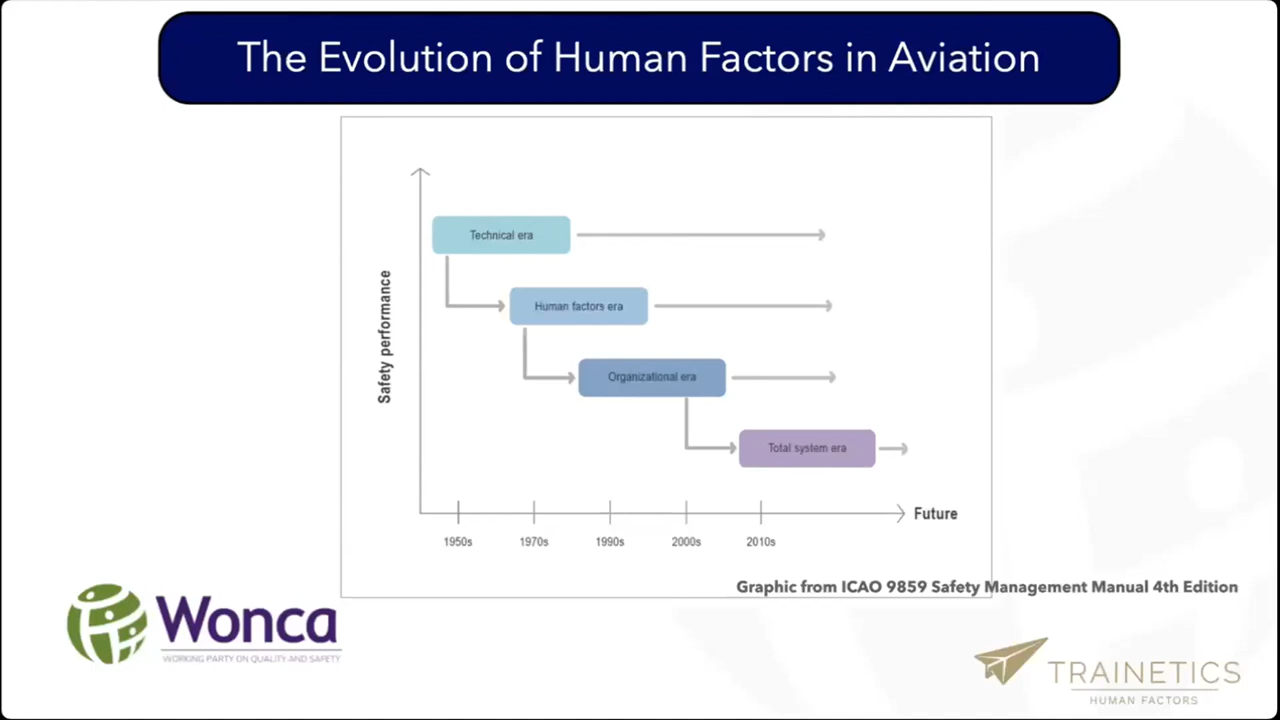 The Evolution of Human Factors in Aviation
Safety performance
Technical era
Human factors era
Organizational era
Total system era
Future
1950s 1970s 1990s 2000s 2010s
Graphic from ICAO 9859 Safety Management Manual 4th Edition
Wonca
WORKING PARTY ON QUALITY AND SAFETY
TRAINETICS
HUMAN FACTORS